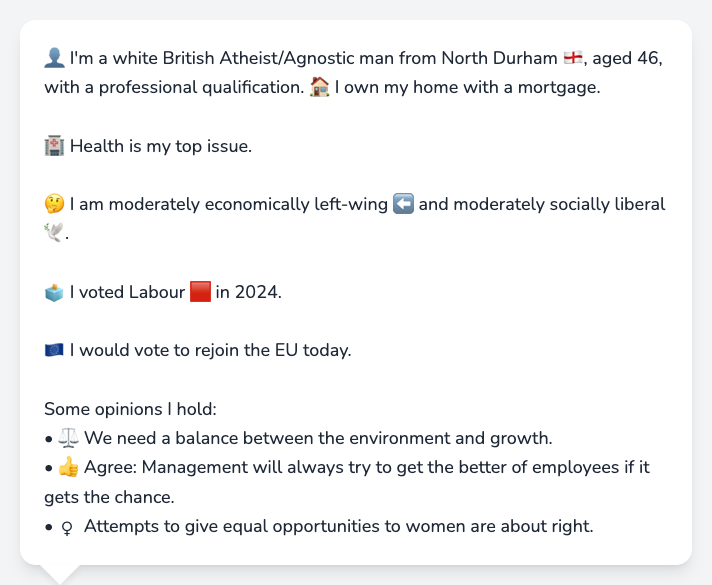 👤 I'm a white British Atheist/Agnostic man from North Durham 🏴󠁧󠁢󠁥󠁮󠁧󠁿, aged 46,
with a professional qualification. 🏠 I own my home with a mortgage.
🏥 Health is my top issue.
🤔 I am moderately economically left-wing ⬅️ and moderately socially liberal
🕊️.
🗳️ I voted Labour 🟥 in 2024.
🇪🇺 I would vote to rejoin the EU today.
Some opinions I hold:
• ⚖️ We need a balance between the environment and growth.
• 👍 Agree: Management will always try to get the better of employees if it
gets the chance.
• ♀ Attempts to give equal opportunities to women are about right.